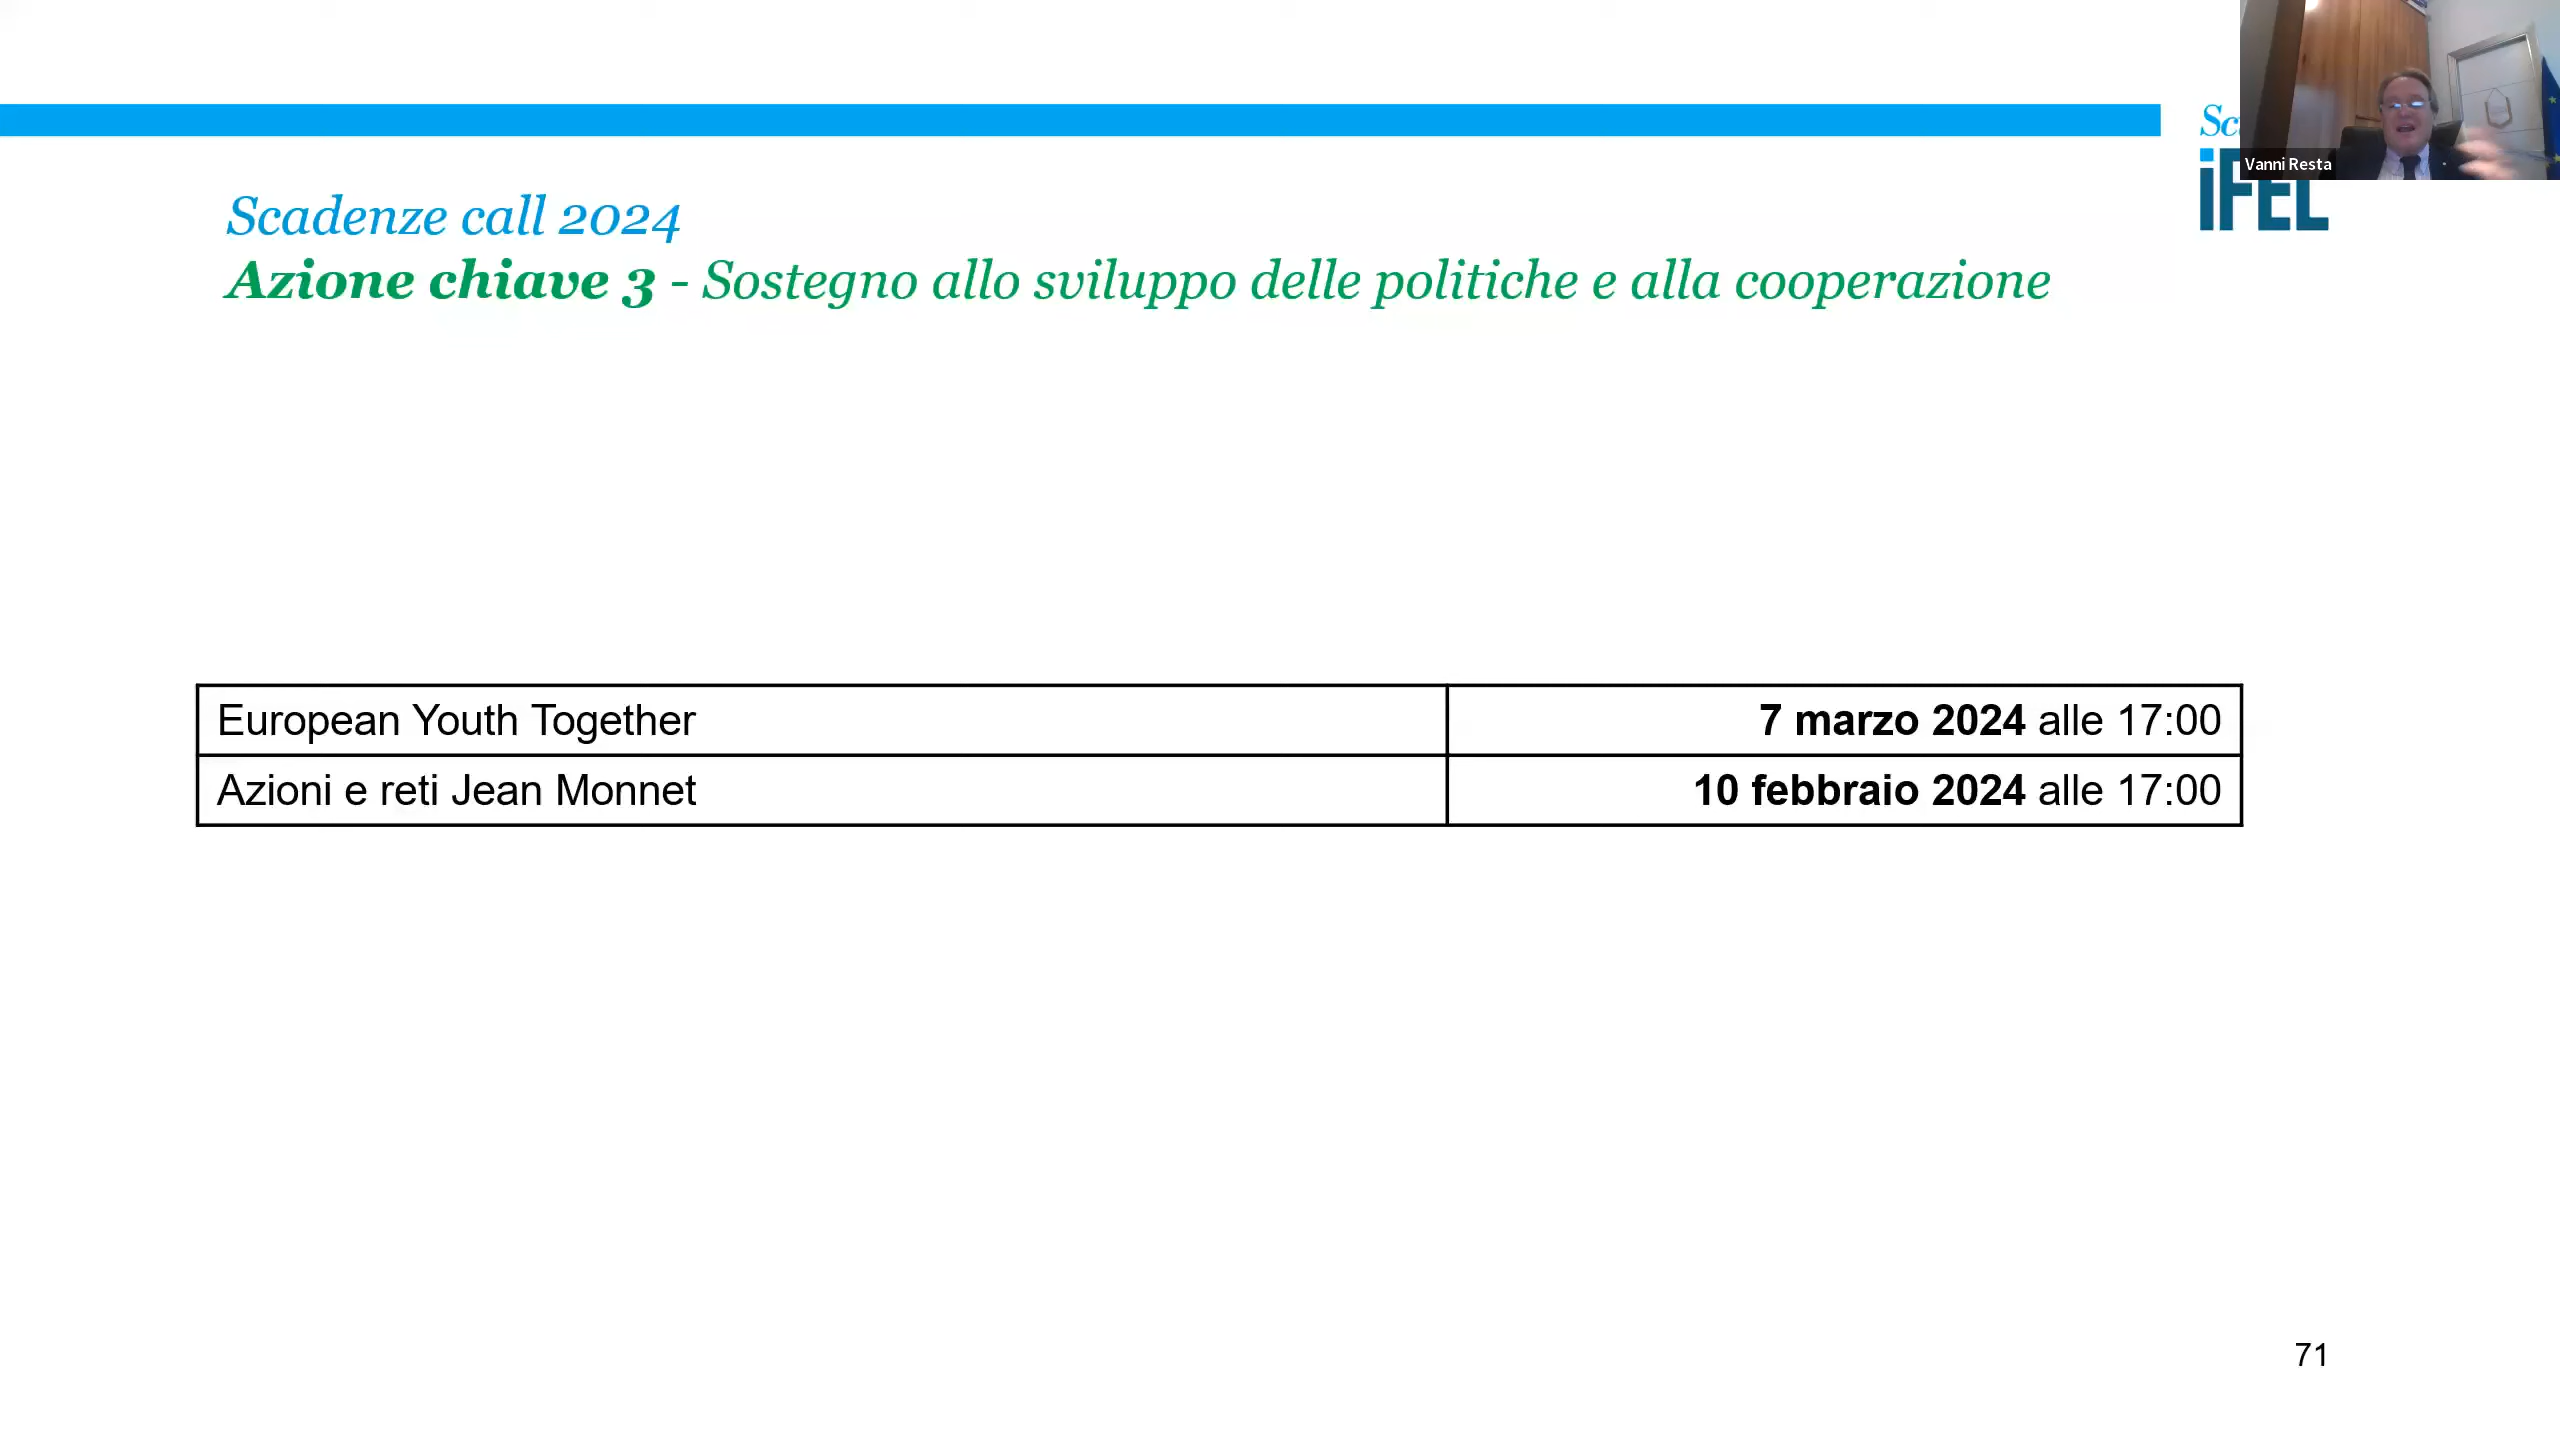 Vanni Resta
iFEL
Scadenze call 2024
Azione chiave 3 - Sostegno allo sviluppo delle politiche e alla cooperazione
European Youth Together 7 marzo 2024 alle 17:00
Azioni e reti Jean Monnet 10 febbraio 2024 alle 17:00
71